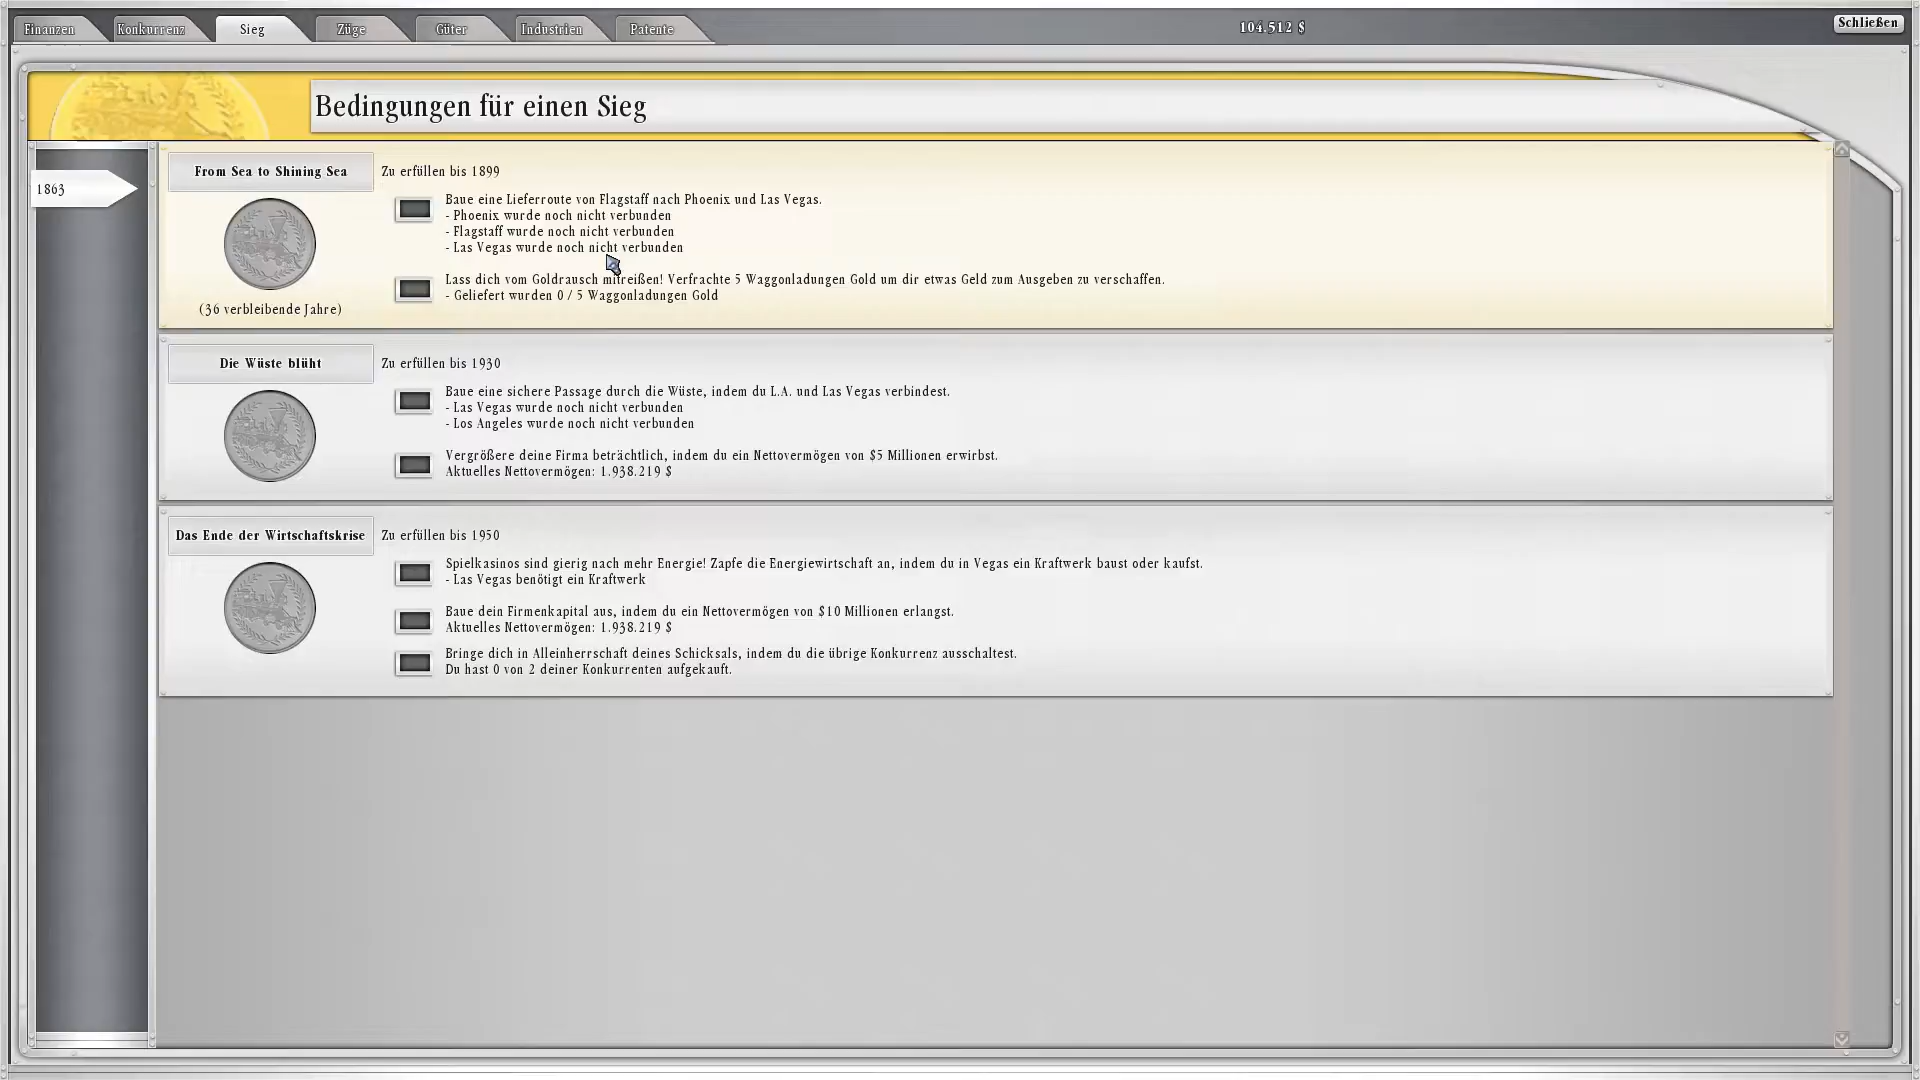 Finanzen Konkurrenz Sieg Züge Güter Industrien Patente 104.512 $ Schließen
Bedingungen für einen Sieg
1863
From Sea to Shining Sea
Zu erfüllen bis 1899
Baue eine Lieferroute von Flagstaff nach Phoenix und Las Vegas.
- Phoenix wurde noch nicht verbunden
- Flagstaff wurde noch nicht verbunden
- Las Vegas wurde noch nicht verbunden
Lass dich vom Goldrausch mitreißen! Verfrachte 5 Waggonladungen Gold um dir etwas Geld zum Ausgeben zu verschaffen.
- Geliefert wurden 0 / 5 Waggonladungen Gold
(36 verbleibende Jahre)
Die Wüste blüht
Zu erfüllen bis 1930
Baue eine sichere Passage durch die Wüste, indem du L.A. und Las Vegas verbindest.
- Las Vegas wurde noch nicht verbunden
- Los Angeles wurde noch nicht verbunden
Vergrößere deine Firma beträchtlich, indem du ein Nettovermögen von $5 Millionen erwirbst.
Aktuelles Nettovermögen: 1.938.219 $
Das Ende der Wirtschaftskrise
Zu erfüllen bis 1950
Spielkasinos sind gierig nach mehr Energie! Zapfe die Energiewirtschaft an, indem du in Vegas ein Kraftwerk baust oder kaufst.
- Las Vegas benötigt ein Kraftwerk
Baue dein Firmenkapital aus, indem du ein Nettovermögen von $10 Millionen erlangst.
Aktuelles Nettovermögen: 1.938.219 $
Bringe dich in Alleinherrschaft deines Schicksals, indem du die übrige Konkurrenz ausschaltest.
Du hast 0 von 2 deiner Konkurrenten aufgekauft.